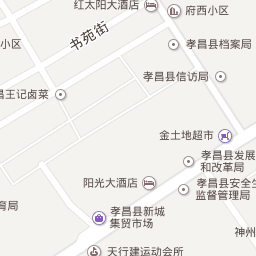 红太阳大酒店
府西小区
书苑街
小区
孝昌县档案局
孝昌县信访局
昌王记卤菜
金土地超市
孝昌县发展
和改革局
阳光大酒店
孝昌县安全生
监督管理局
育局
孝昌县新城
集贸市场
神州
天行健运动会所